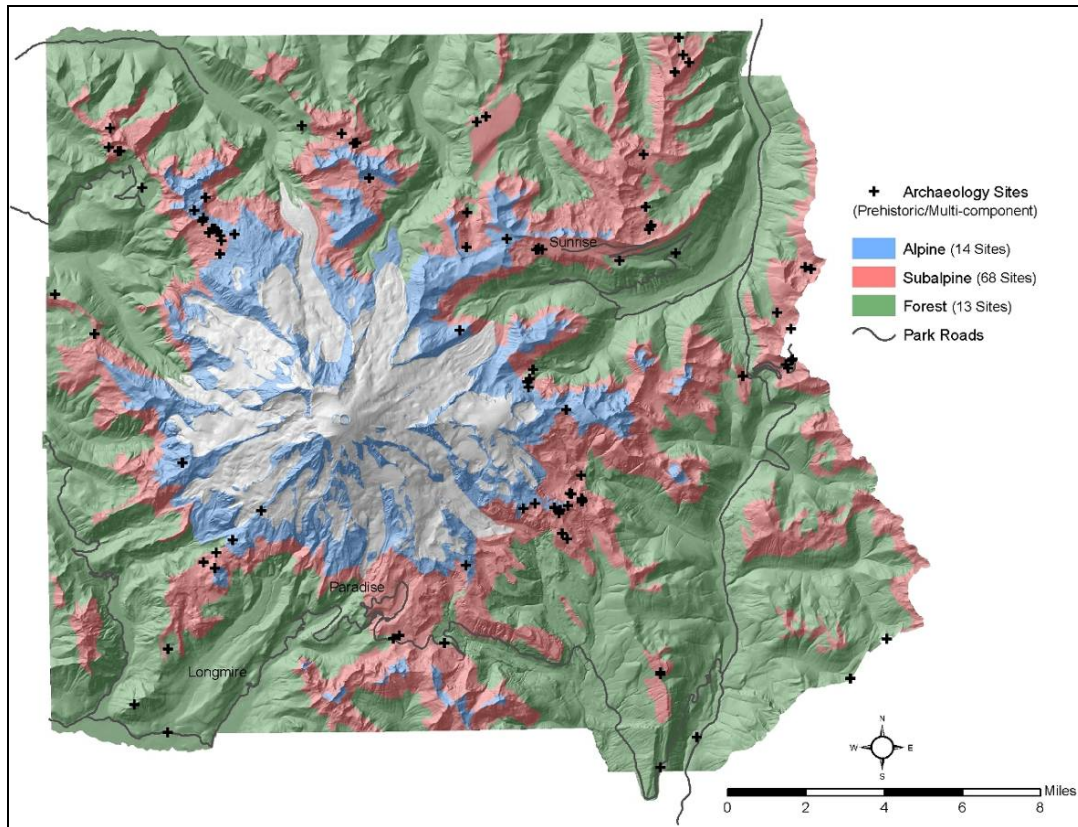 Sunrise
Paradise
Longmire
Archaeology Sites
(Prehistoric/Multi-component)
Alpine (14 Sites)
Subalpine (68 Sites)
Forest (13 Sites)
Park Roads
N
W E
S
Miles
0 2 4 6 8